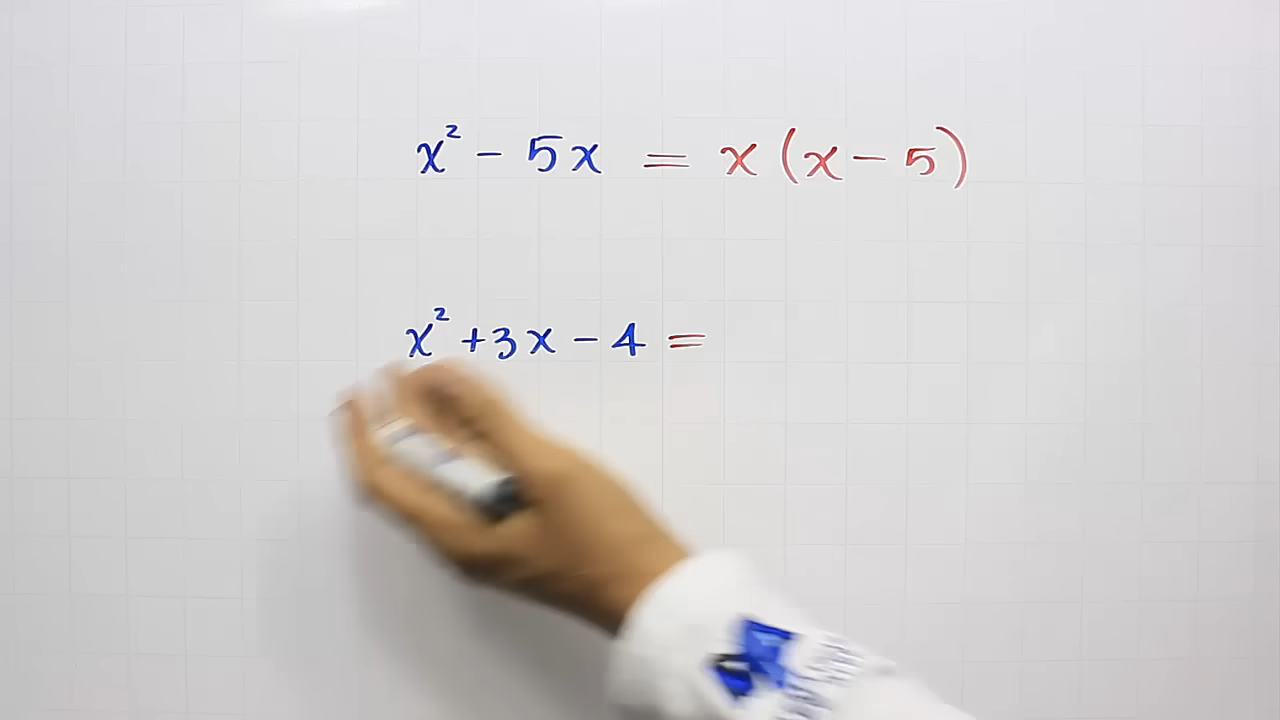 x² - 5x = x (x - 5)
x² + 3x - 4 =